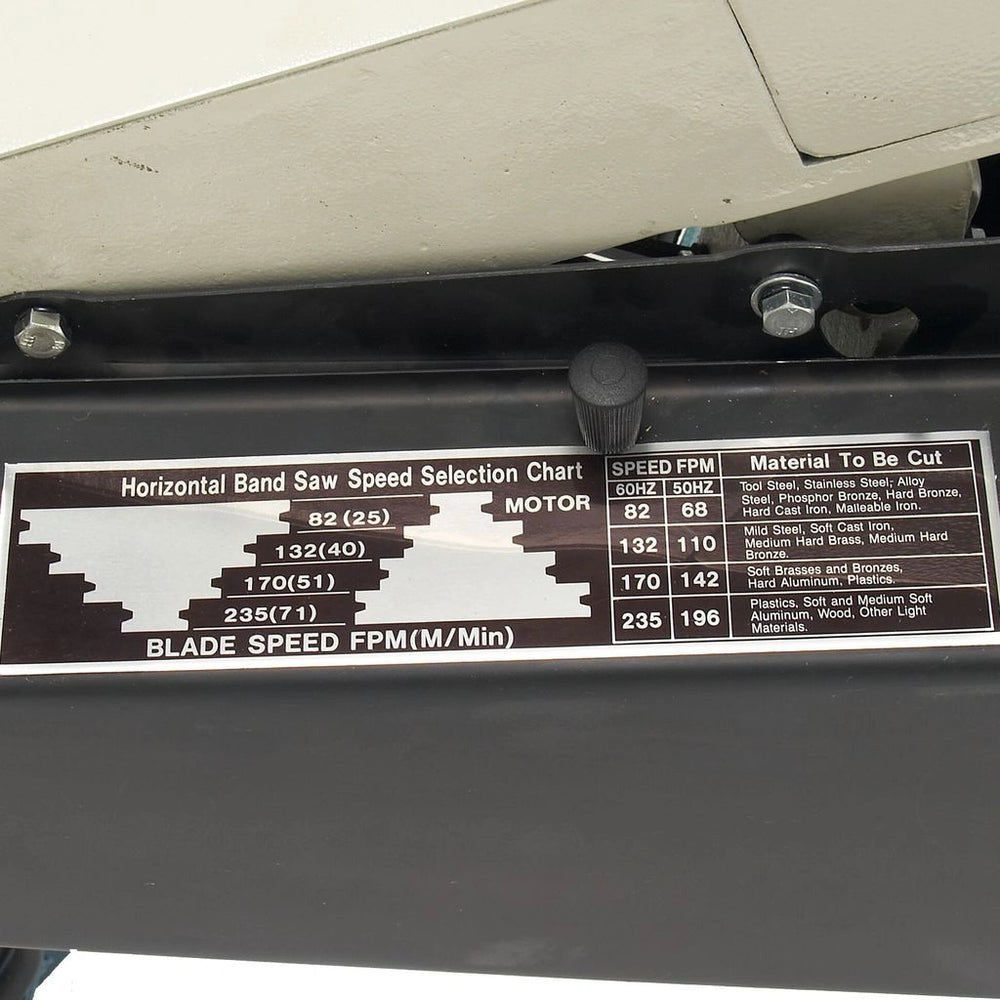 Horizontal Band Saw Speed Selection Chart
MOTOR
82 (25)
132(40)
170(51)
235(71)
BLADE SPEED FPM(M/Min)
SPEED FPM Material To Be Cut
60HZ 50HZ
82 68 Tool Steel, Stainless Steel; Alloy
Steel, Phosphor Bronze, Hard Bronze,
Hard Cast Iron, Malleable Iron.
132 110 Mild Steel, Soft Cast Iron,
Medium Hard Brass, Medium Hard
Bronze.
170 142 Soft Brasses and Bronzes,
Hard Aluminum, Plastics.
235 196 Plastics, Soft and Medium Soft
Aluminum, Wood, Other Light
Materials.